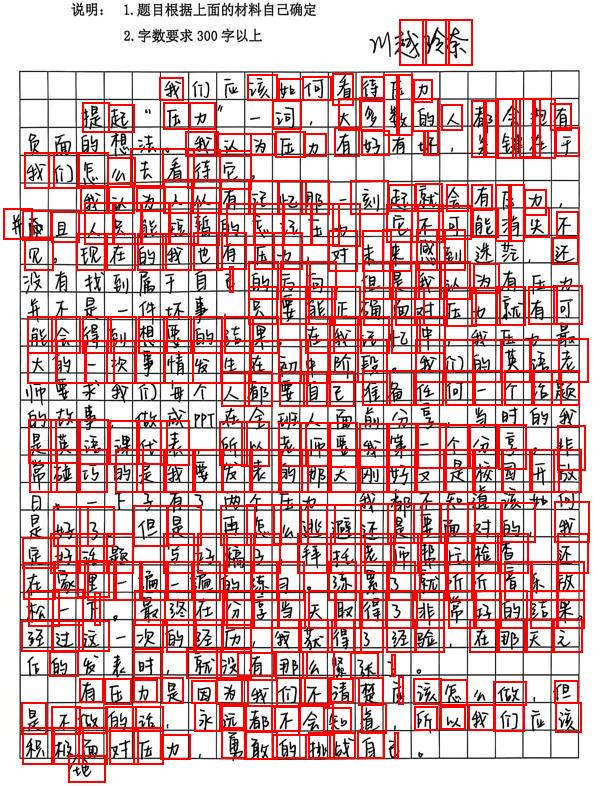 说明： 1.题目根据上面的材料自己确定
2.字数要求 300 字以上
川越玲奈
我们应该如何看待压力
提起“压力”一词，大多数的人都会抱有
负面的想法。我认为压力有好有坏，关键在于
我们怎么去看待它。
我认为人从有记忆那一刻起就会有压力，
并而且人只能
它不可能消失不
见。现在的我也有压力，对未来感到迷茫，还
没有找到属于自己的方向，但是我认为有压力
并不是一件坏事，只要能正确面对压力就有可
能会得到想要的结果。在我记忆中，我压力最
大的一次事情发生在初中阶段。我们的英语老
师要求我们每个人都要自己准备任何一个话题
的故事，做成PPT在全班人面前分享，当时的我
是英语课代表，所以老师要我第一个分享，非
常碰巧的是我要发表的那天刚好又是校园开放
日。一下子有了两个压力，我都不知道该如何
是好了。但是，再怎么逃避还是要面对的，我
定好话题，写好稿子，拜托老师帮忙检查，还
在家里一遍一遍的练习。练累了就听听音乐放
松一下。最终在分享当天取得了非常好的结果。
经过这一次的经历，我获得了经验，在那天之
后的发表时，就没有那么紧张了。
有压力是因为我们不清楚应该怎么做，但
是不做的话，永远都不会知道，所以我们应该
积极面对压力，勇敢的挑战自己。
地